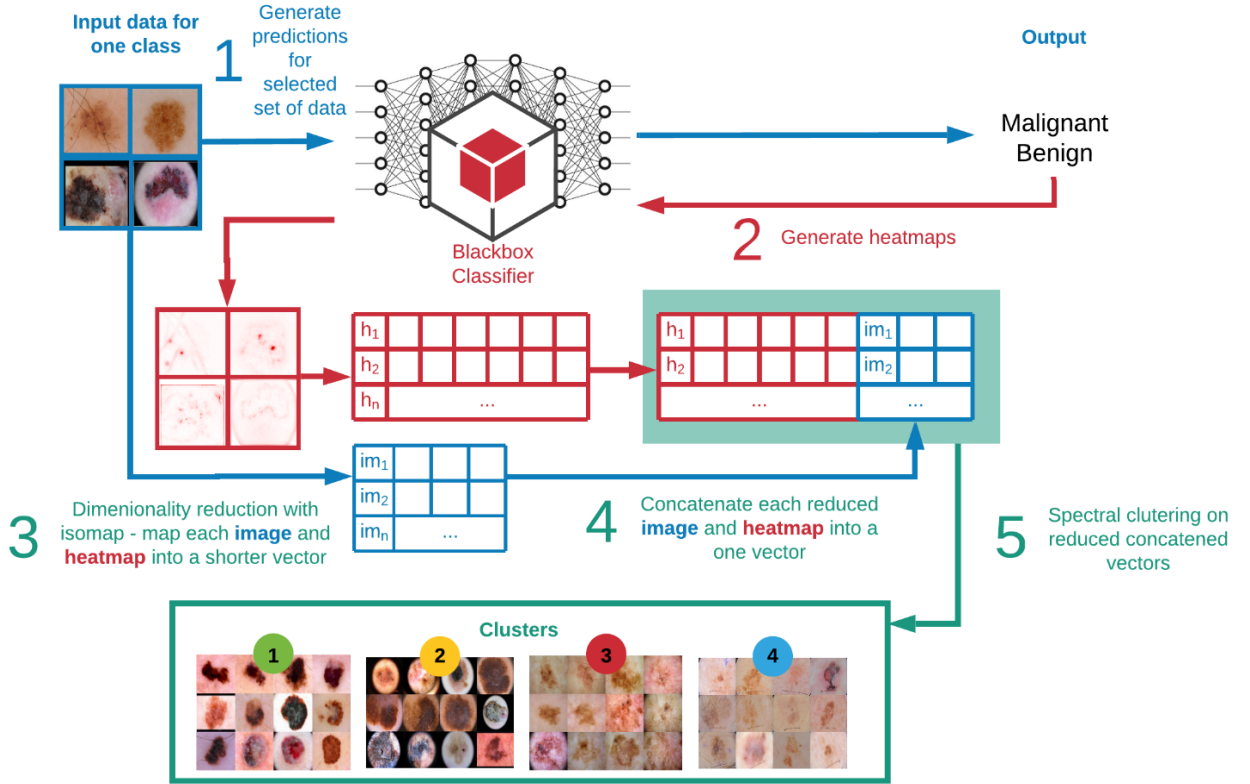 Input data for
one class
1
Generate
predictions
for
selected
set of data
Output
Malignant
Benign
Blackbox
Classifier
2
Generate heatmaps
h1
h2
hn
...
h1
h2
...
im1
im2
...
im1
im2
imn
...
3
Dimenionality reduction with
isomap - map each image and
heatmap into a shorter vector
4
Concatenate each reduced
image and heatmap into a
one vector
5
Spectral clutering on
reduced concatened
vectors
Clusters
1
2
3
4